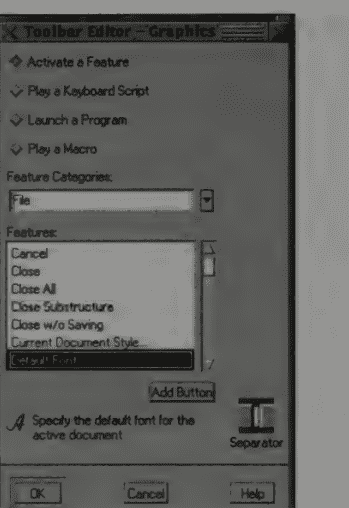 Toolbar Editor - Graphics
Activate a Feature
Play a Keyboard Script
Launch a Program
Play a Macro
Feature Categories:
File
Features:
Cancel
Close
Close All
Close Substructure
Close w/o Saving
Current Document Style...
Default Font...
Add Button
A Specify the default font for the
active document
Separator
OK
Cancel
Help